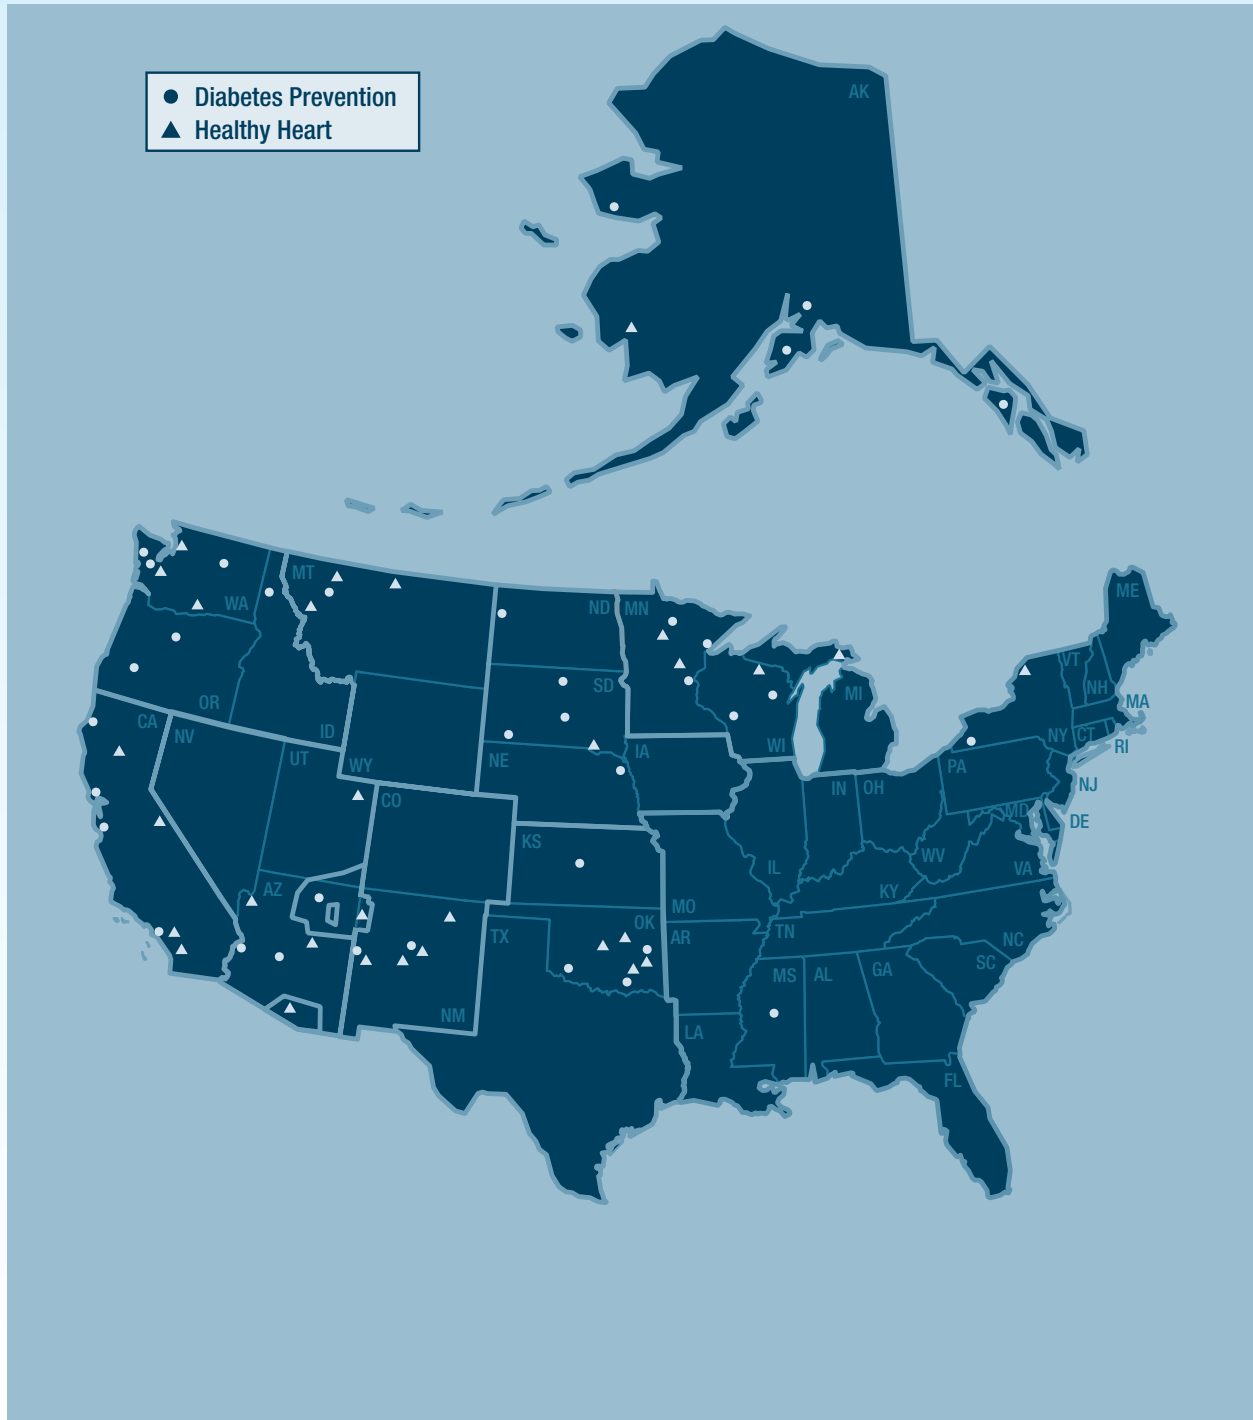 Diabetes Prevention
Healthy Heart
AK
WA
MT
ND
MN
ME
OR
ID
SD
WI
MI
VT
NH
MA
NY
CT
RI
CA
NV
UT
WY
NE
IA
PA
NJ
CO
IN
OH
MD
DE
KS
IL
WV
VA
KY
AZ
OK
MO
TX
AR
TN
NC
SC
NM
MS
AL
GA
LA
FL